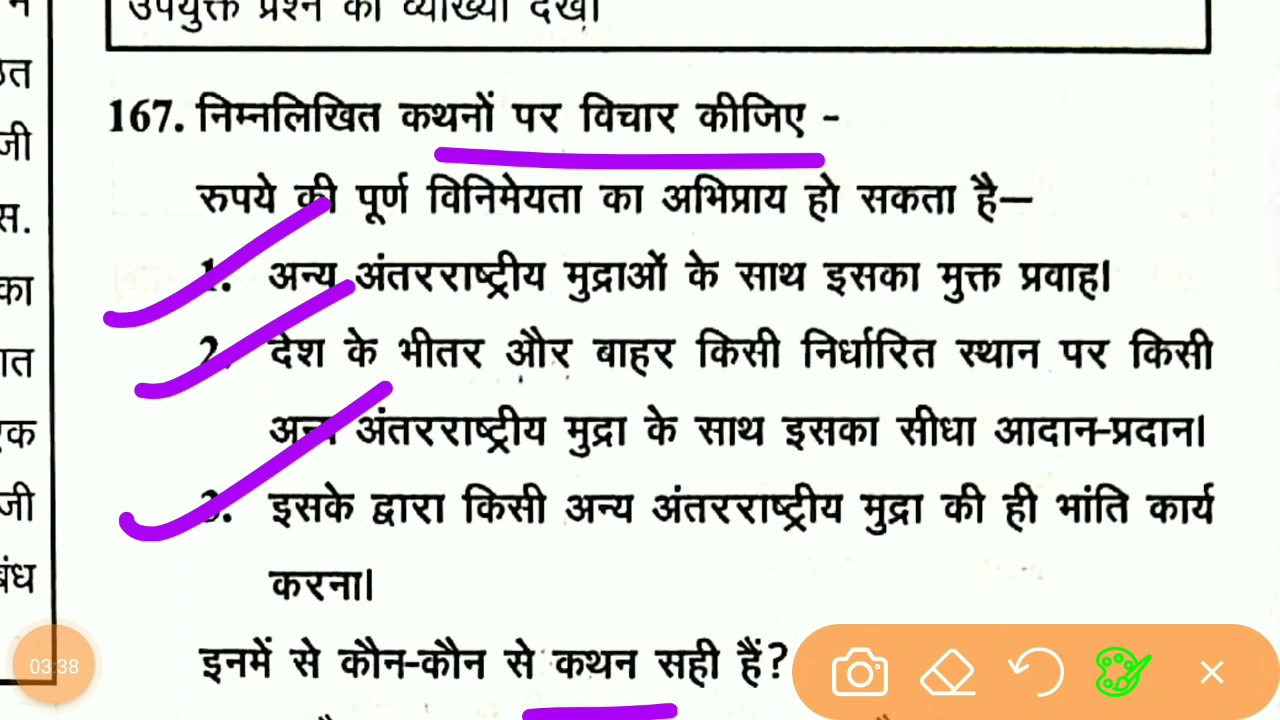 उपर्युक्त प्रश्न की व्याख्या देखें।
167. निम्नलिखित कथनों पर विचार कीजिए -
रुपये की पूर्ण विनिमेयता का अभिप्राय हो सकता है—
1. अन्य अंतरराष्ट्रीय मुद्राओं के साथ इसका मुक्त प्रवाह।
2. देश के भीतर और बाहर किसी निर्धारित स्थान पर किसी
अन्य अंतरराष्ट्रीय मुद्रा के साथ इसका सीधा आदान-प्रदान।
3. इसके द्वारा किसी अन्य अंतरराष्ट्रीय मुद्रा की ही भांति कार्य
करना।
इनमें से कौन-कौन से कथन सही हैं?
03:38